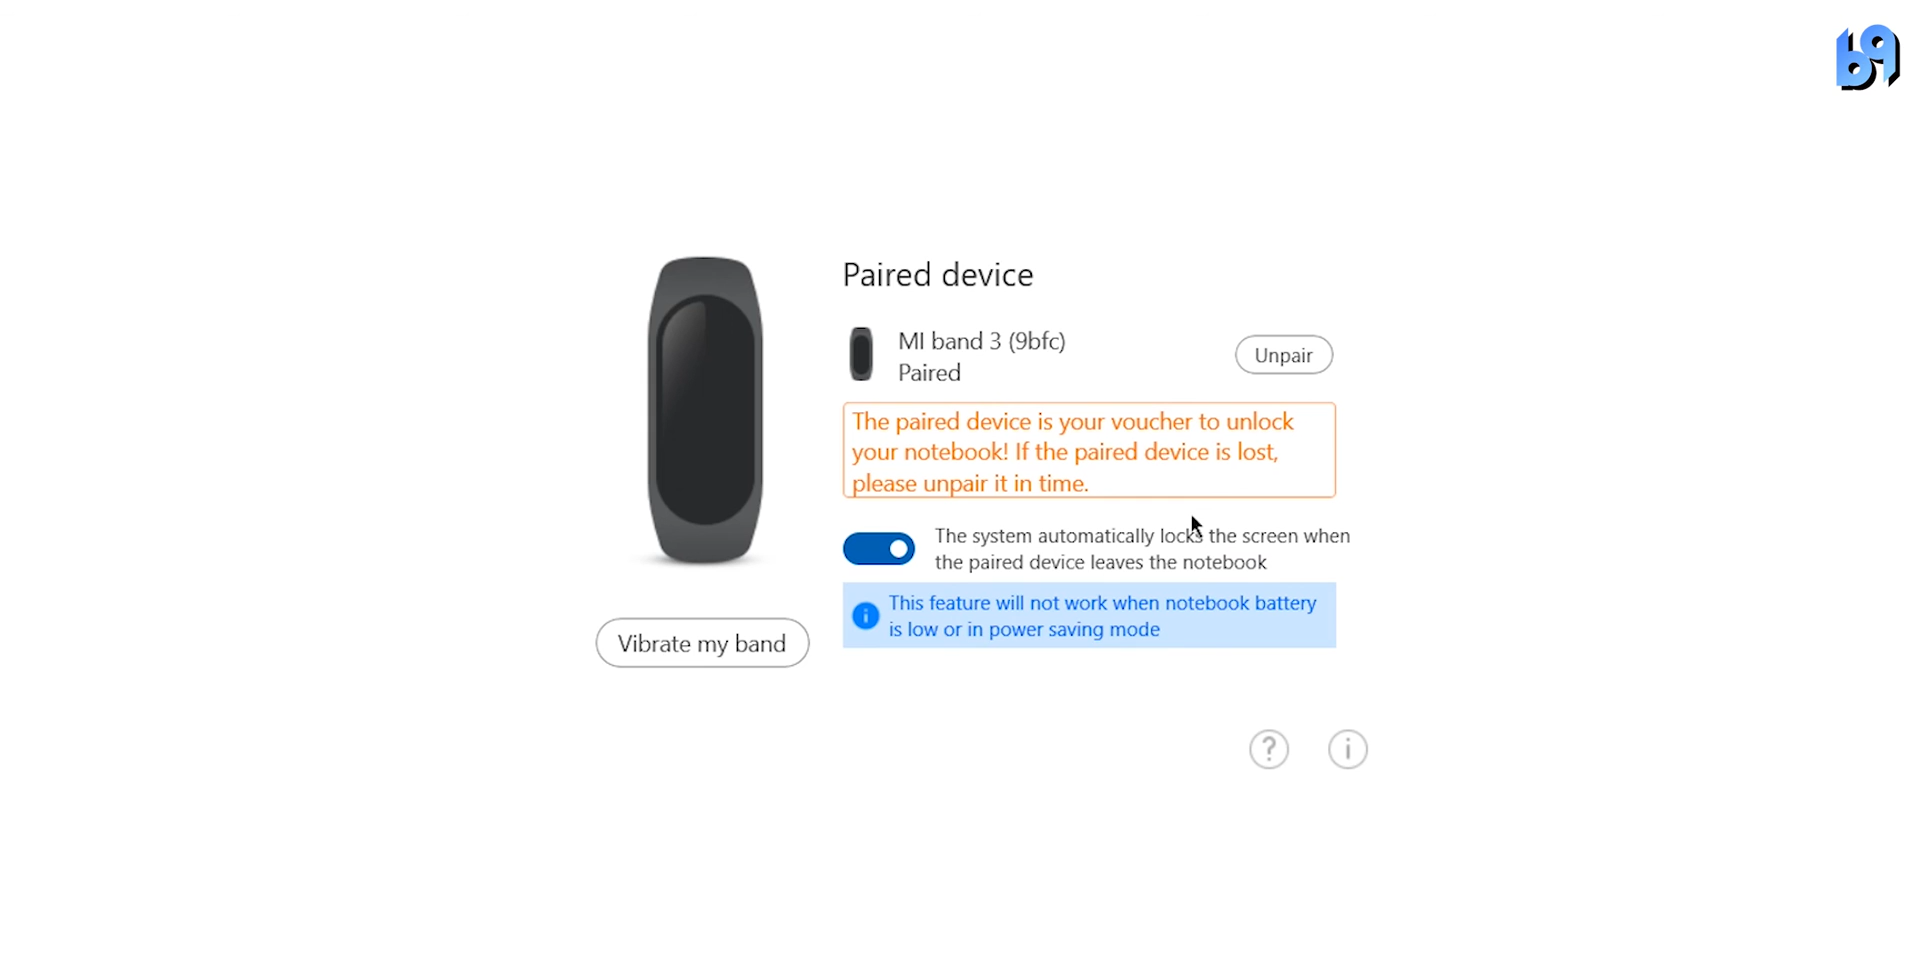 b9
Paired device
MI band 3 (9bfc)
Paired
Unpair
The paired device is your voucher to unlock
your notebook! If the paired device is lost,
please unpair it in time.
The system automatically locks the screen when
the paired device leaves the notebook
i
This feature will not work when notebook battery
is low or in power saving mode
Vibrate my band
?
i